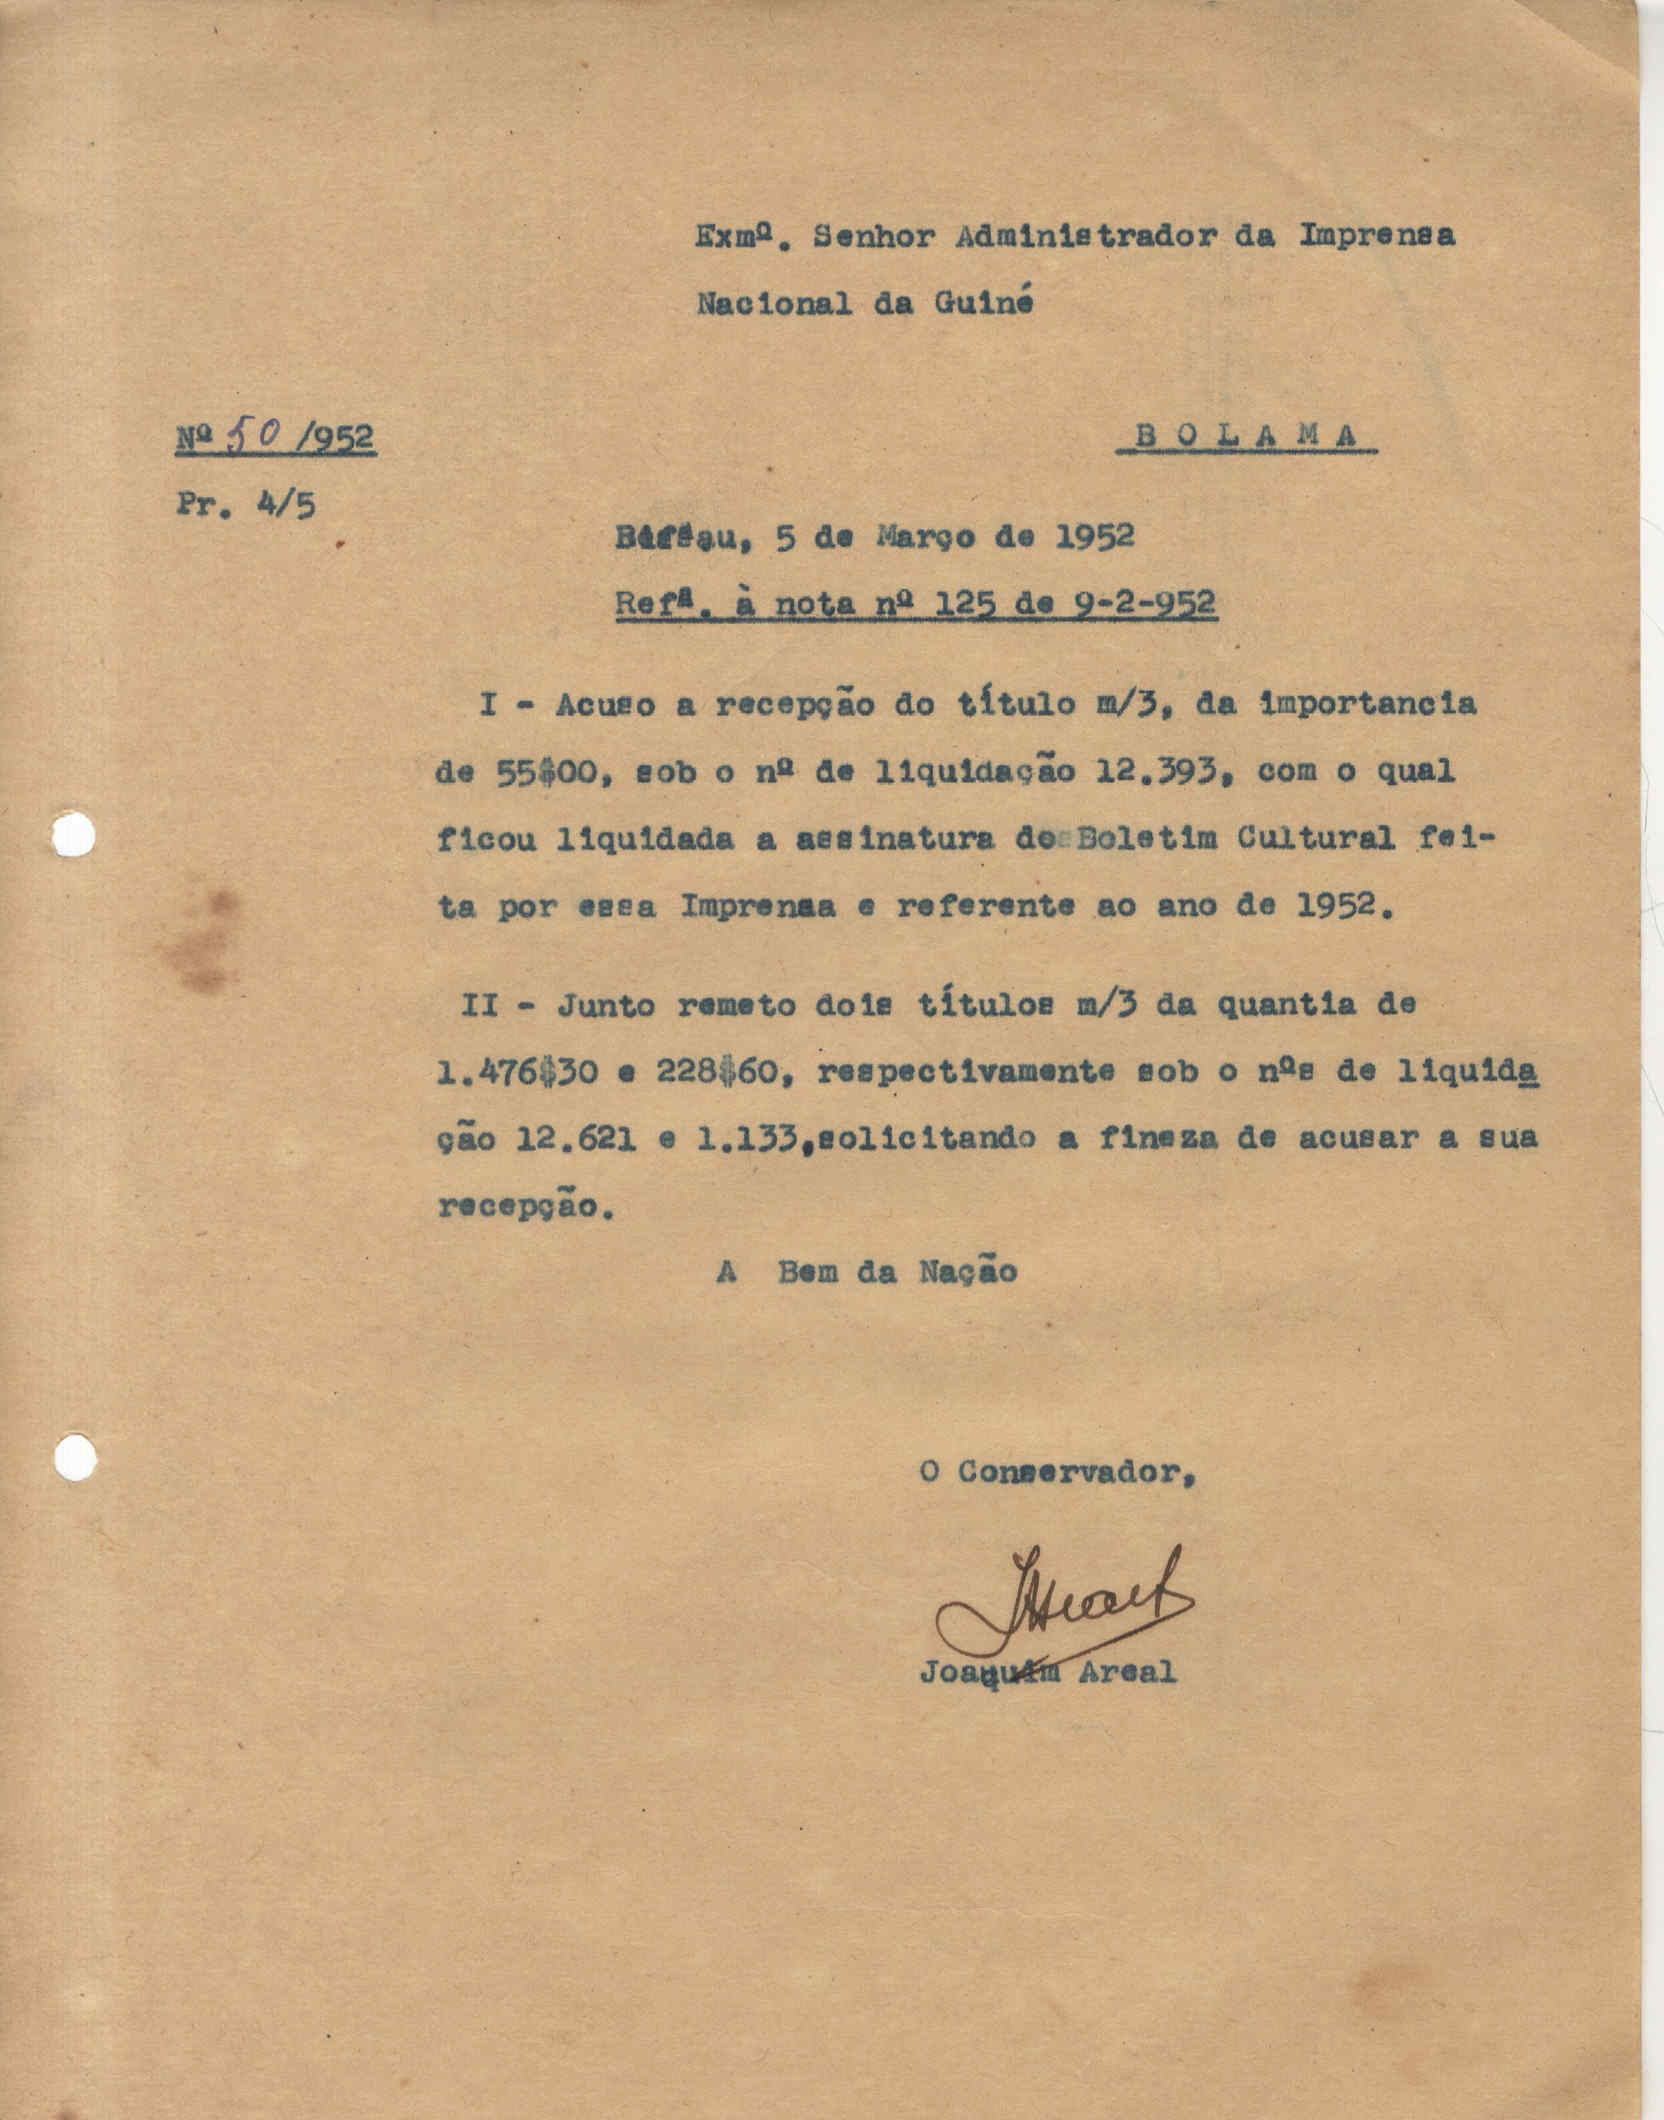 Exmº. Senhor Administrador da Imprensa
Nacional da Guiné
Nº 50 /952
B O L A M A
Pr. 4/5
Bissau, 5 de Março de 1952
Refª. à nota nº 125 de 9-2-952
I - Acuso a recepção do título m/3, da importancia
de 55$00, sob o nº de liquidação 12.393, com o qual
ficou liquidada a assinatura do Boletim Cultural fei-
ta por essa Imprensa e referente ao ano de 1952.
II - Junto remeto dois títulos m/3 da quantia de
1.476$30 e 228$60, respectivamente sob o nºs de liquida
ção 12.621 e 1.133,solicitando a fineza de acusar a sua
recepção.
A Bem da Nação
O Conservador,
Joaquim Areal